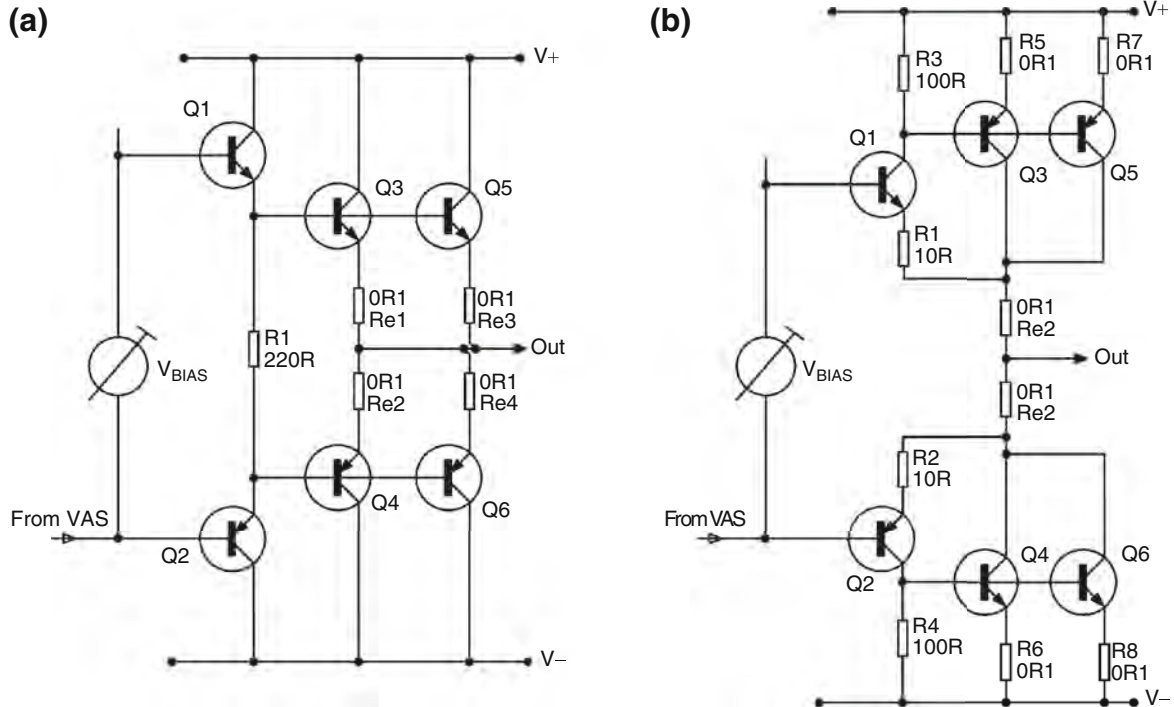 (a)
V+
Q1
Q3
Q5
0R1
Re1
0R1
Re3
R1
220R
Out
VBIAS
0R1
Re2
0R1
Re4
From VAS
Q2
Q4
Q6
V−
(b)
V+
R3
100R
R5
0R1
R7
0R1
Q1
Q3
Q5
R1
10R
0R1
Re2
Out
VBIAS
0R1
Re2
R2
10R
From VAS
Q2
Q4
Q6
R4
100R
R6
0R1
R8
0R1
V−